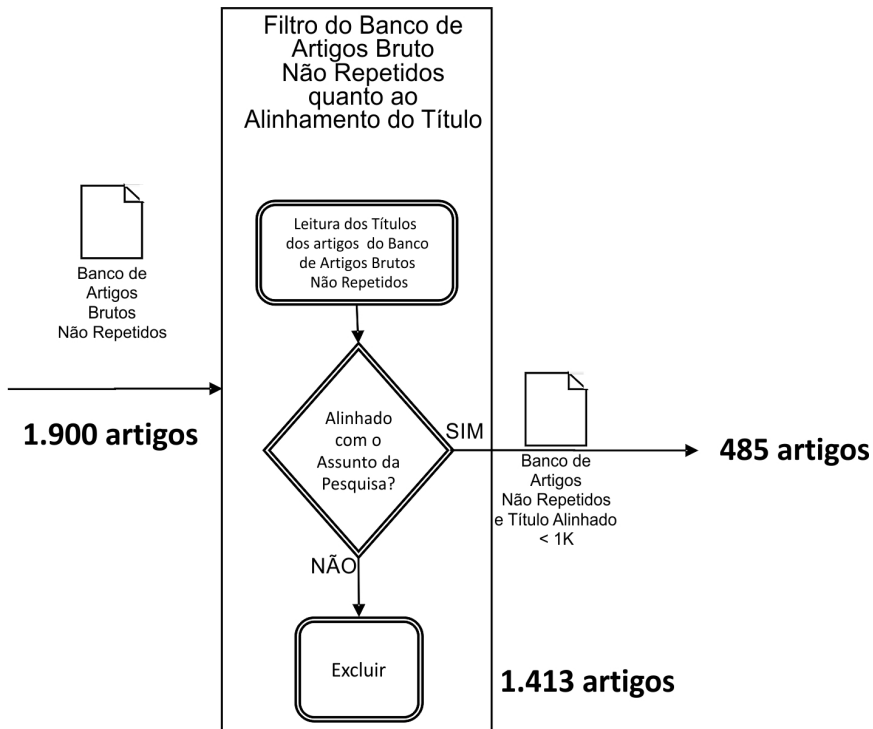 Filtro do Banco de
Artigos Bruto
Não Repetidos
quanto ao
Alinhamento do Título
Leitura dos Títulos
dos artigos do Banco
de Artigos Brutos
Não Repetidos
Banco de
Artigos
Brutos
Não Repetidos
1.900 artigos
Alinhado
com o
Assunto da
Pesquisa?
SIM
Banco de
Artigos
Não Repetidos
e Título Alinhado
< 1K
485 artigos
NÃO
Excluir
1.413 artigos